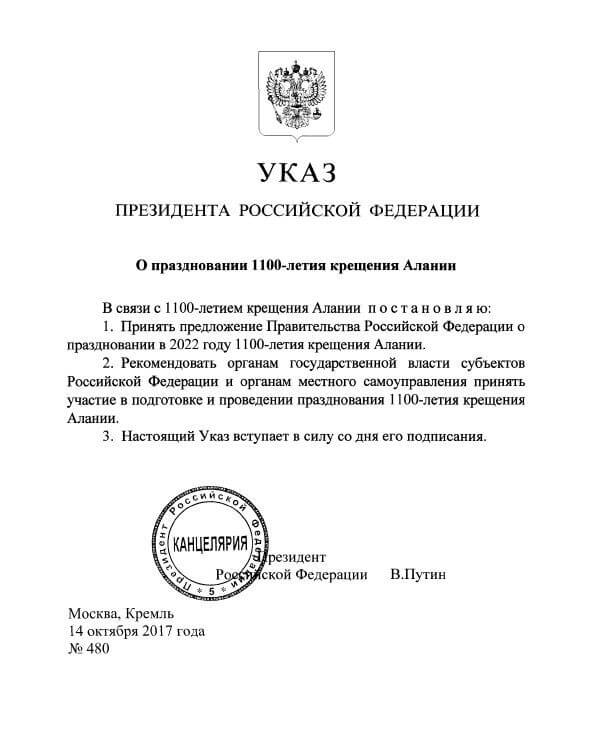 УКАЗ
ПРЕЗИДЕНТА РОССИЙСКОЙ ФЕДЕРАЦИИ
О праздновании 1100-летия крещения Алании
В связи с 1100-летием крещения Алании п о с т а н о в л я ю:
1. Принять предложение Правительства Российской Федерации о
праздновании в 2022 году 1100-летия крещения Алании.
2. Рекомендовать органам государственной власти субъектов
Российской Федерации и органам местного самоуправления принять
участие в подготовке и проведении празднования 1100-летия крещения
Алании.
3. Настоящий Указ вступает в силу со дня его подписания.
Президент Российской Федерации
КАНЦЕЛЯРИЯ
* 5 *
Президент
Российской Федерации В.Путин
Москва, Кремль
14 октября 2017 года
№ 480